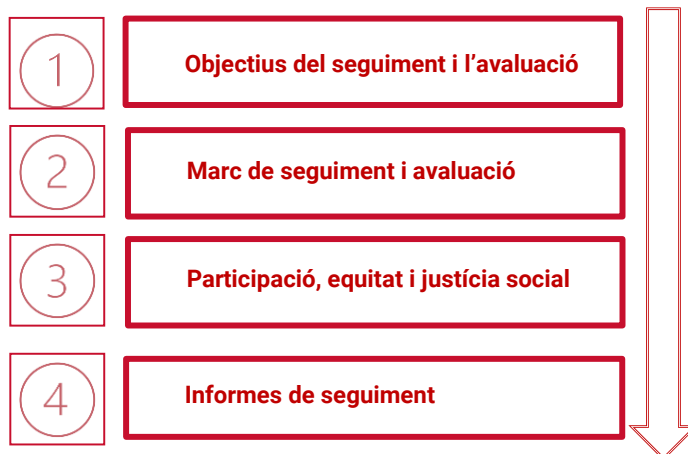 1
Objectius del seguiment i l’avaluació
2
Marc de seguiment i avaluació
3
Participació, equitat i justícia social
4
Informes de seguiment